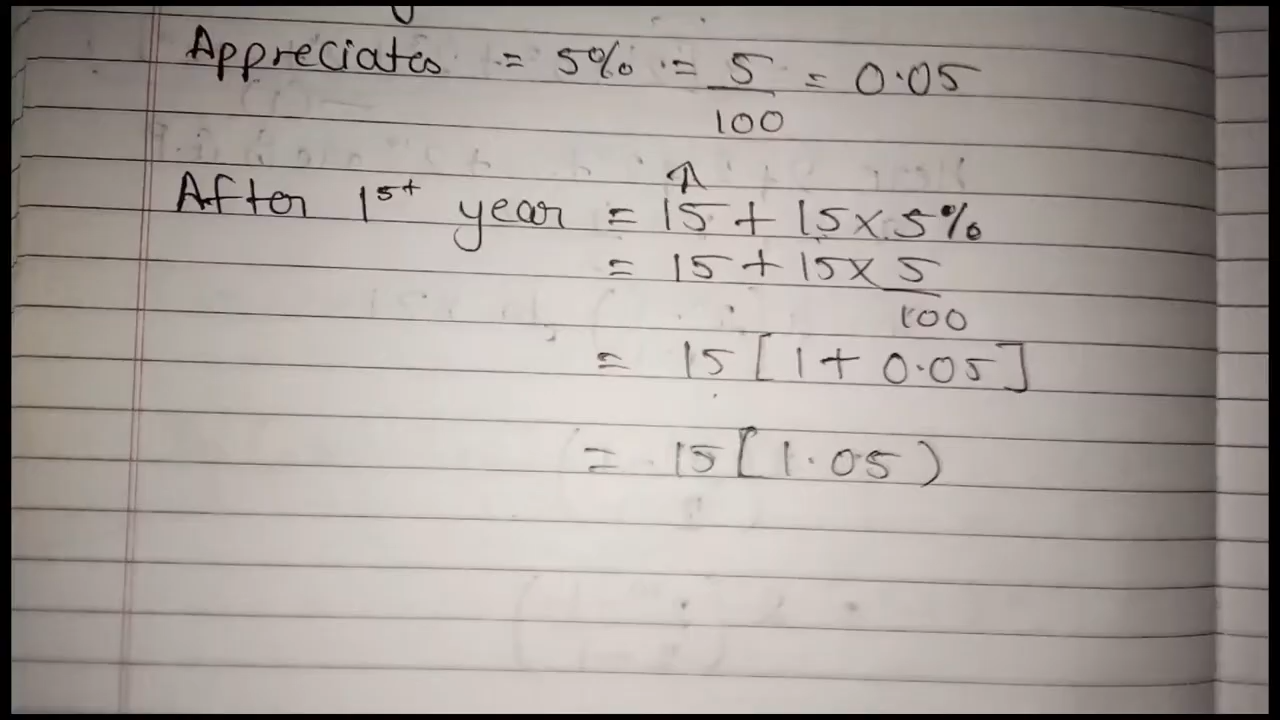 Appreciates = 5% = 5/100 = 0.05
After 1st year = 15 + 15 x 5%
= 15 + 15 x 5/100
= 15 [ 1 + 0.05 ]
= 15 [ 1.05 )